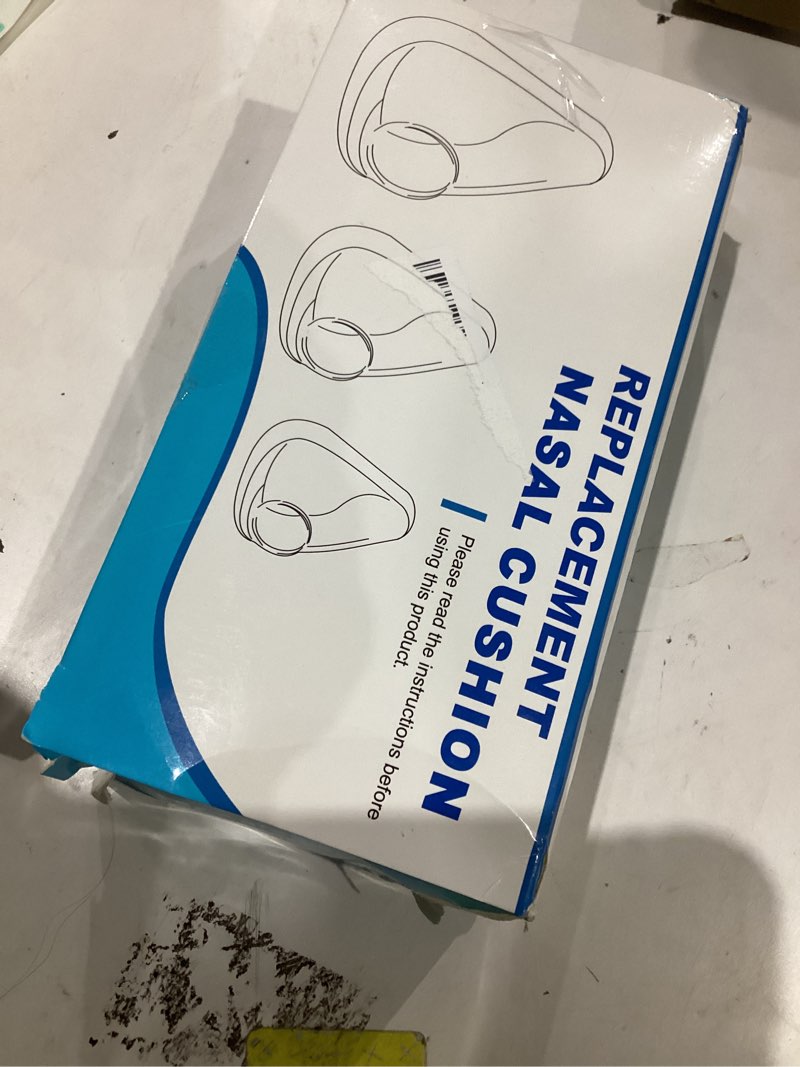 REPLACEMENT
NASAL CUSHION
Please read the instructions before
using this product.